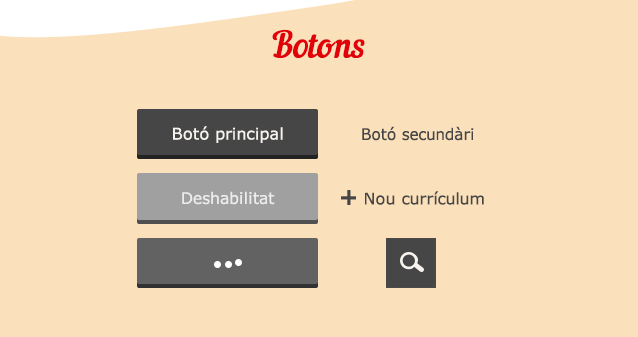 Botons
Botó principal
Botó secundàri
Deshabilitat
Nou currículum